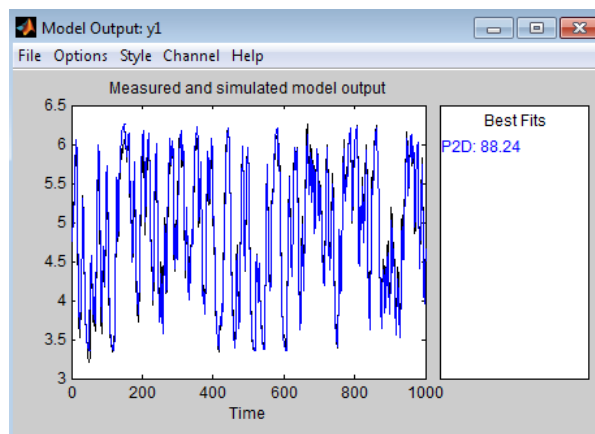 Model Output: y1
File Options Style Channel Help
Measured and simulated model output
6.5
6
5.5
5
4.5
4
3.5
3
0 200 400 600 800 1000
Time
Best Fits
P2D: 88.24